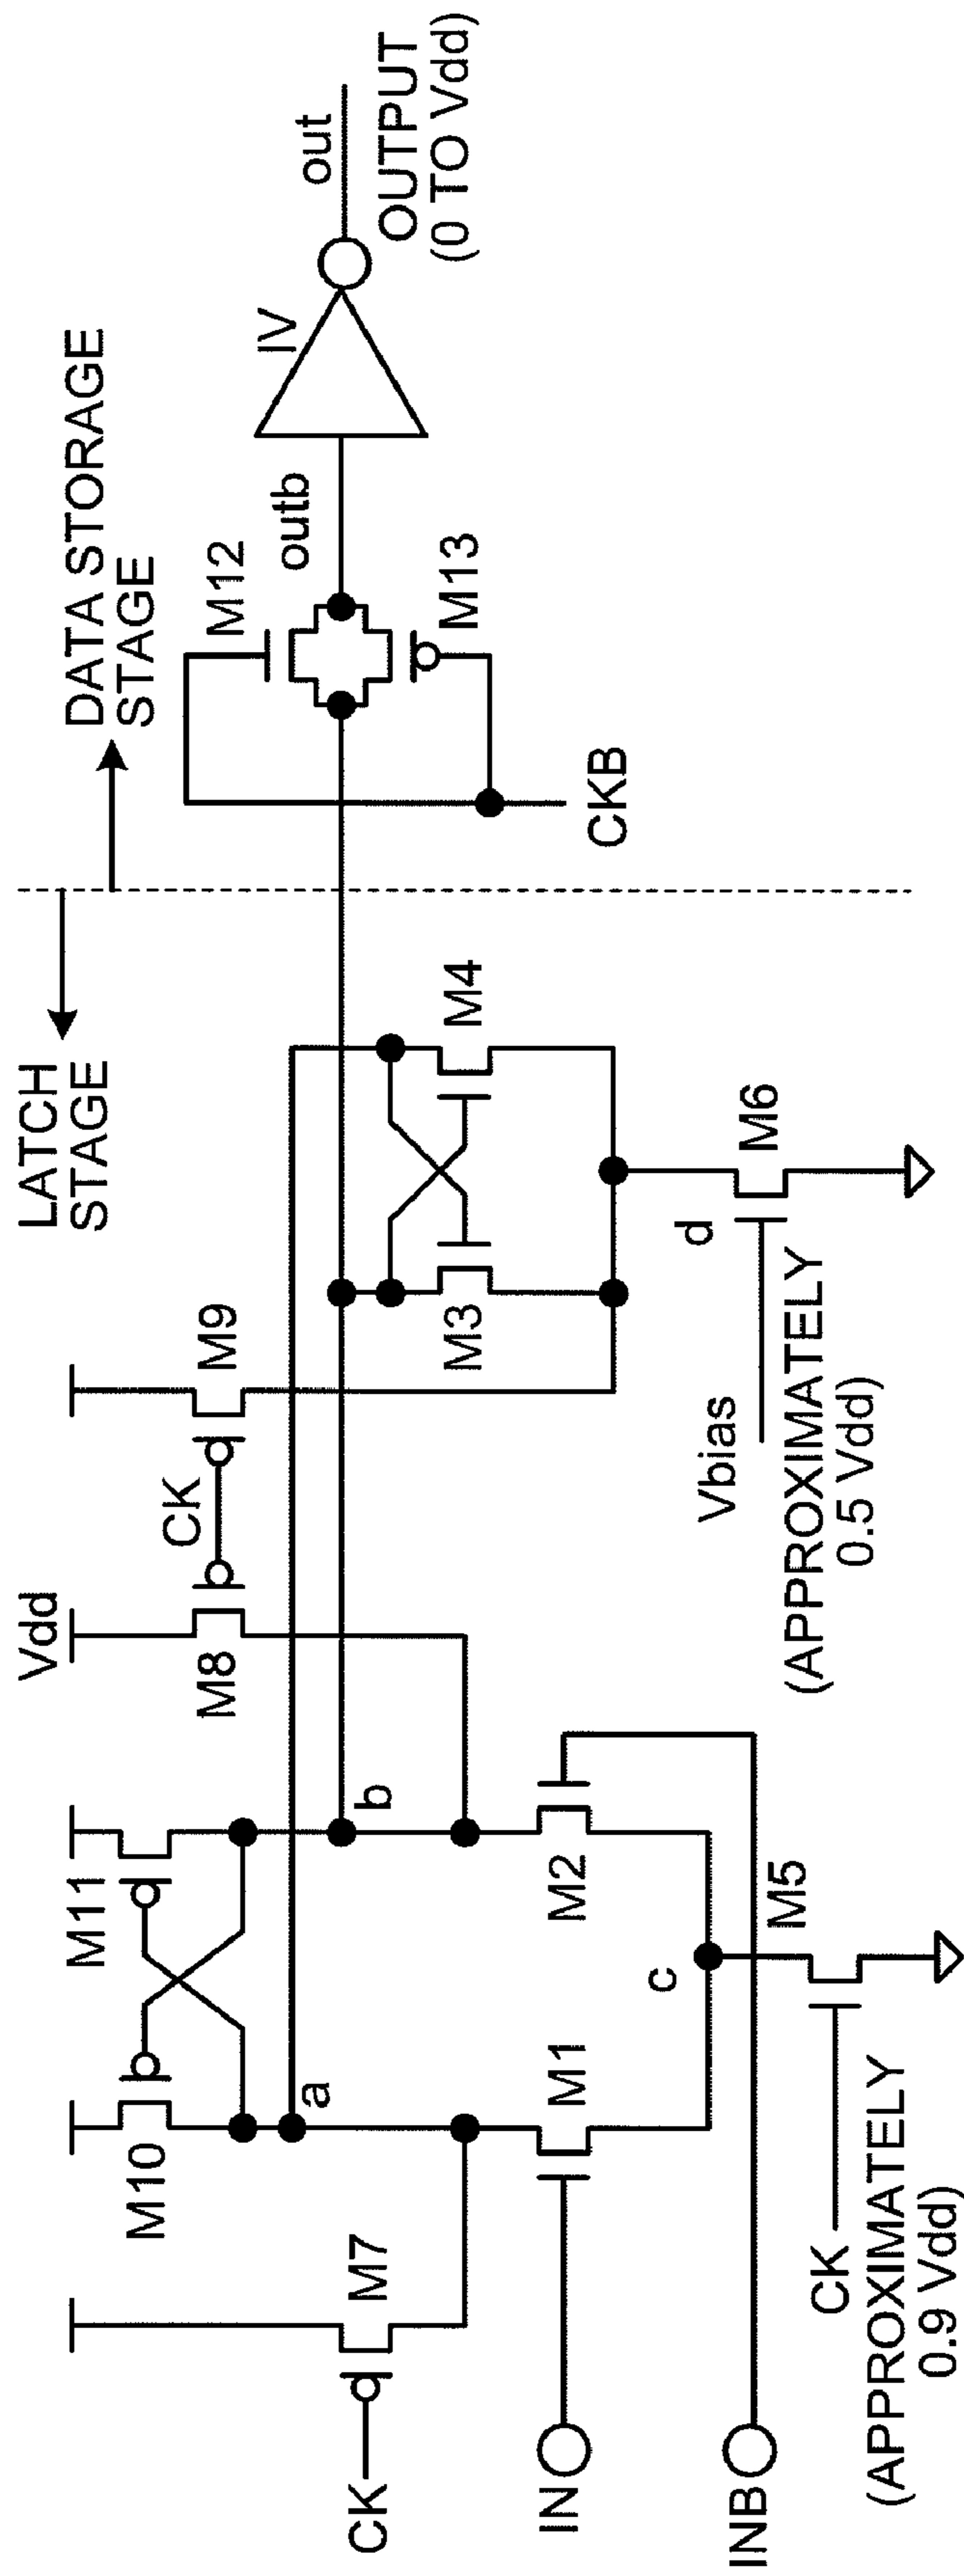 LATCH
STAGE
DATA STORAGE
STAGE
Vdd
M10
M11
M8
CK
M9
M12
outb
IV
out
OUTPUT
(0 TO Vdd)
CK
M7
a
b
M3
M4
M13
CKB
IN
M1
M2
INB
c
M5
CK
(APPROXIMATELY
0.9 Vdd)
d
M6
Vbias
(APPROXIMATELY
0.5 Vdd)